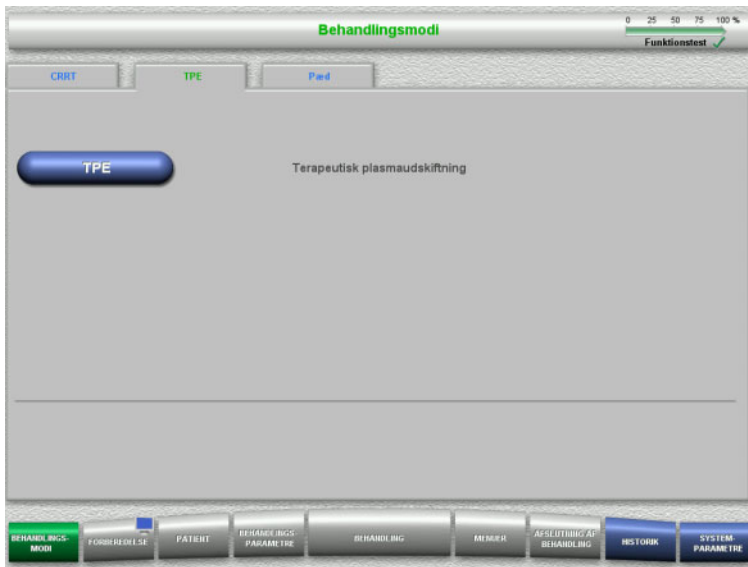 Behandlingsmodi
0 25 50 75 100 %
Funktionstest
CRRT
TPE
Pæd
TPE
Terapeutisk plasmaudskiftning
BEHANDLINGS-
MODI
FORBEREDELSE
PATIENT
BEHANDLINGS-
PARAMETRE
BEHANDLING
MENUER
AFSLUTNING AF
BEHANDLING
HISTORIK
SYSTEM-
PARAMETRE